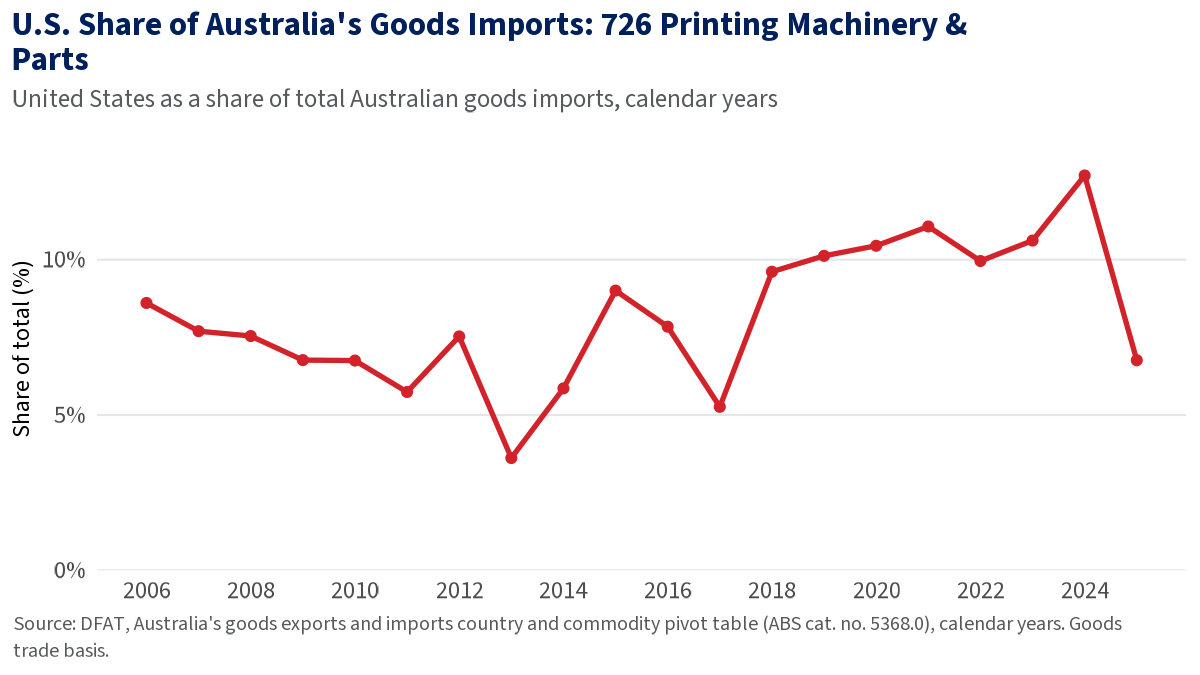 U.S. Share of Australia's Goods Imports: 726 Printing Machinery &
Parts
United States as a share of total Australian goods imports, calendar years
Share of total (%)
10%
5%
0%
2006 2008 2010 2012 2014 2016 2018 2020 2022 2024
Source: DFAT, Australia's goods exports and imports country and commodity pivot table (ABS cat. no. 5368.0), calendar years. Goods
trade basis.